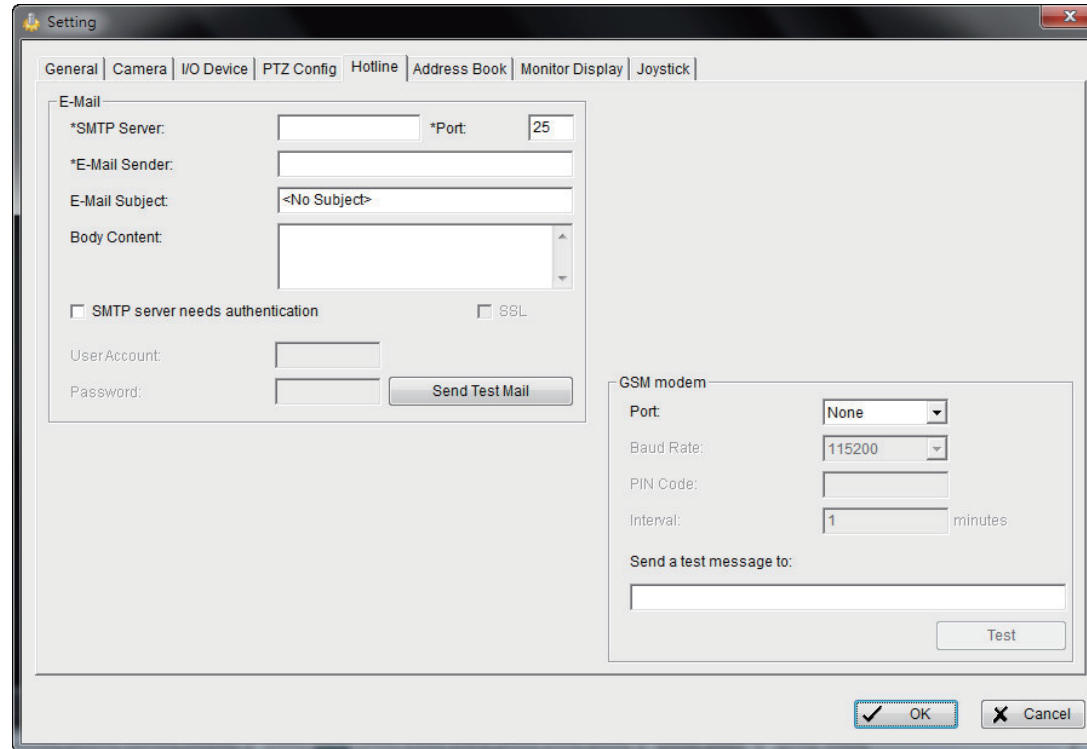 Setting
General Camera I/O Device PTZ Config Hotline Address Book Monitor Display Joystick
E-Mail
*SMTP Server: *Port: 25
*E-Mail Sender:
E-Mail Subject: <No Subject>
Body Content:
SMTP server needs authentication SSL
User Account:
Password: Send Test Mail
GSM modem
Port: None
Baud Rate: 115200
PIN Code:
Interval: 1 minutes
Send a test message to:
Test
OK Cancel